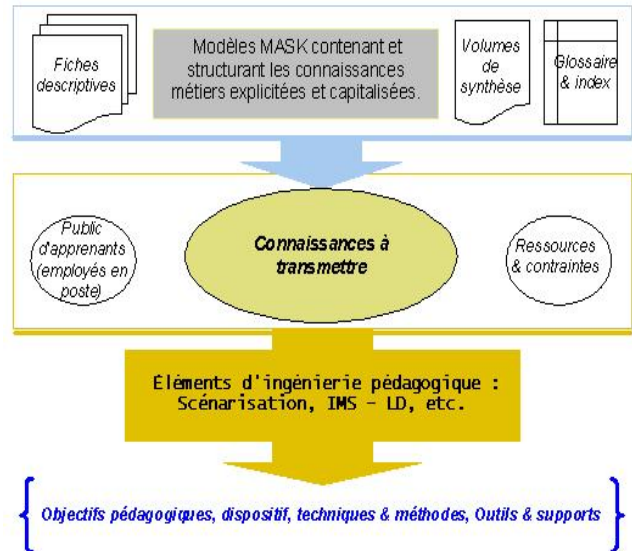 Fiches
descriptives
Modèles MASK contenant et
structurant les connaissances
métiers explicitées et capitalisées.
Volumes
de
synthèse
Glossaire
& index
Public
d'apprenants
(employés en
poste)
Connaissances à
transmettre
Ressources
& contraintes
Éléments d'ingénierie pédagogique :
Scénarisation, IMS - LD, etc.
Objectifs pédagogiques, dispositif, techniques & méthodes, Outils & supports